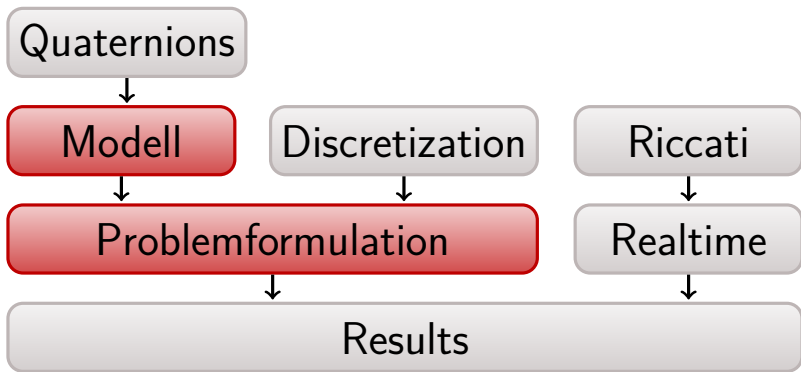 Quaternions
Modell
Discretization
Riccati
Problemformulation
Realtime
Results